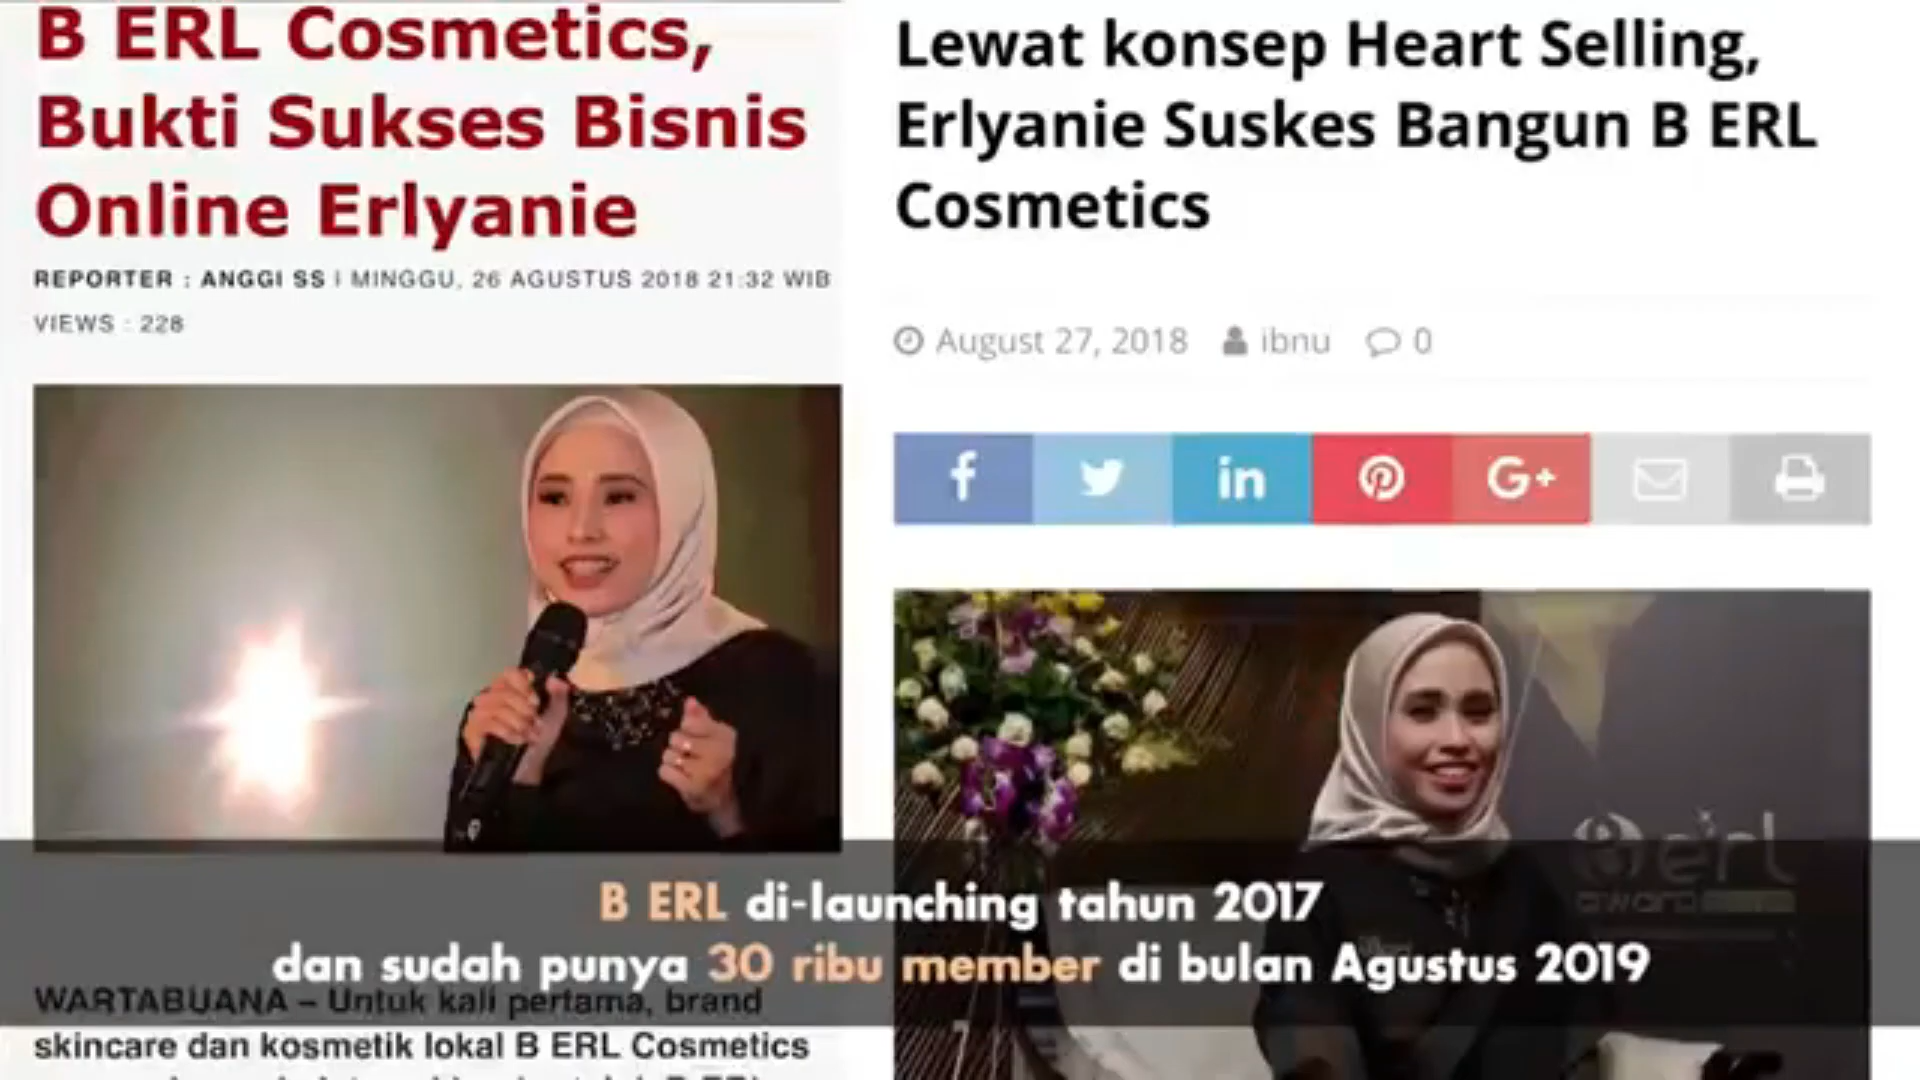 B ERL Cosmetics,
Bukti Sukses Bisnis
Online Erlyanie
REPORTER : ANGGI SS | MINGGU, 26 AGUSTUS 2018 21:32 WIB
VIEWS : 228
Lewat konsep Heart Selling,
Erlyanie Suskes Bangun B ERL
Cosmetics
August 27, 2018 ibnu 0
f in G+
erl
award
B ERL di-launching tahun 2017
dan sudah punya 30 ribu member di bulan Agustus 2019
WARTABUANA – Untuk kali pertama, brand
skincare dan kosmetik lokal B ERL Cosmetics